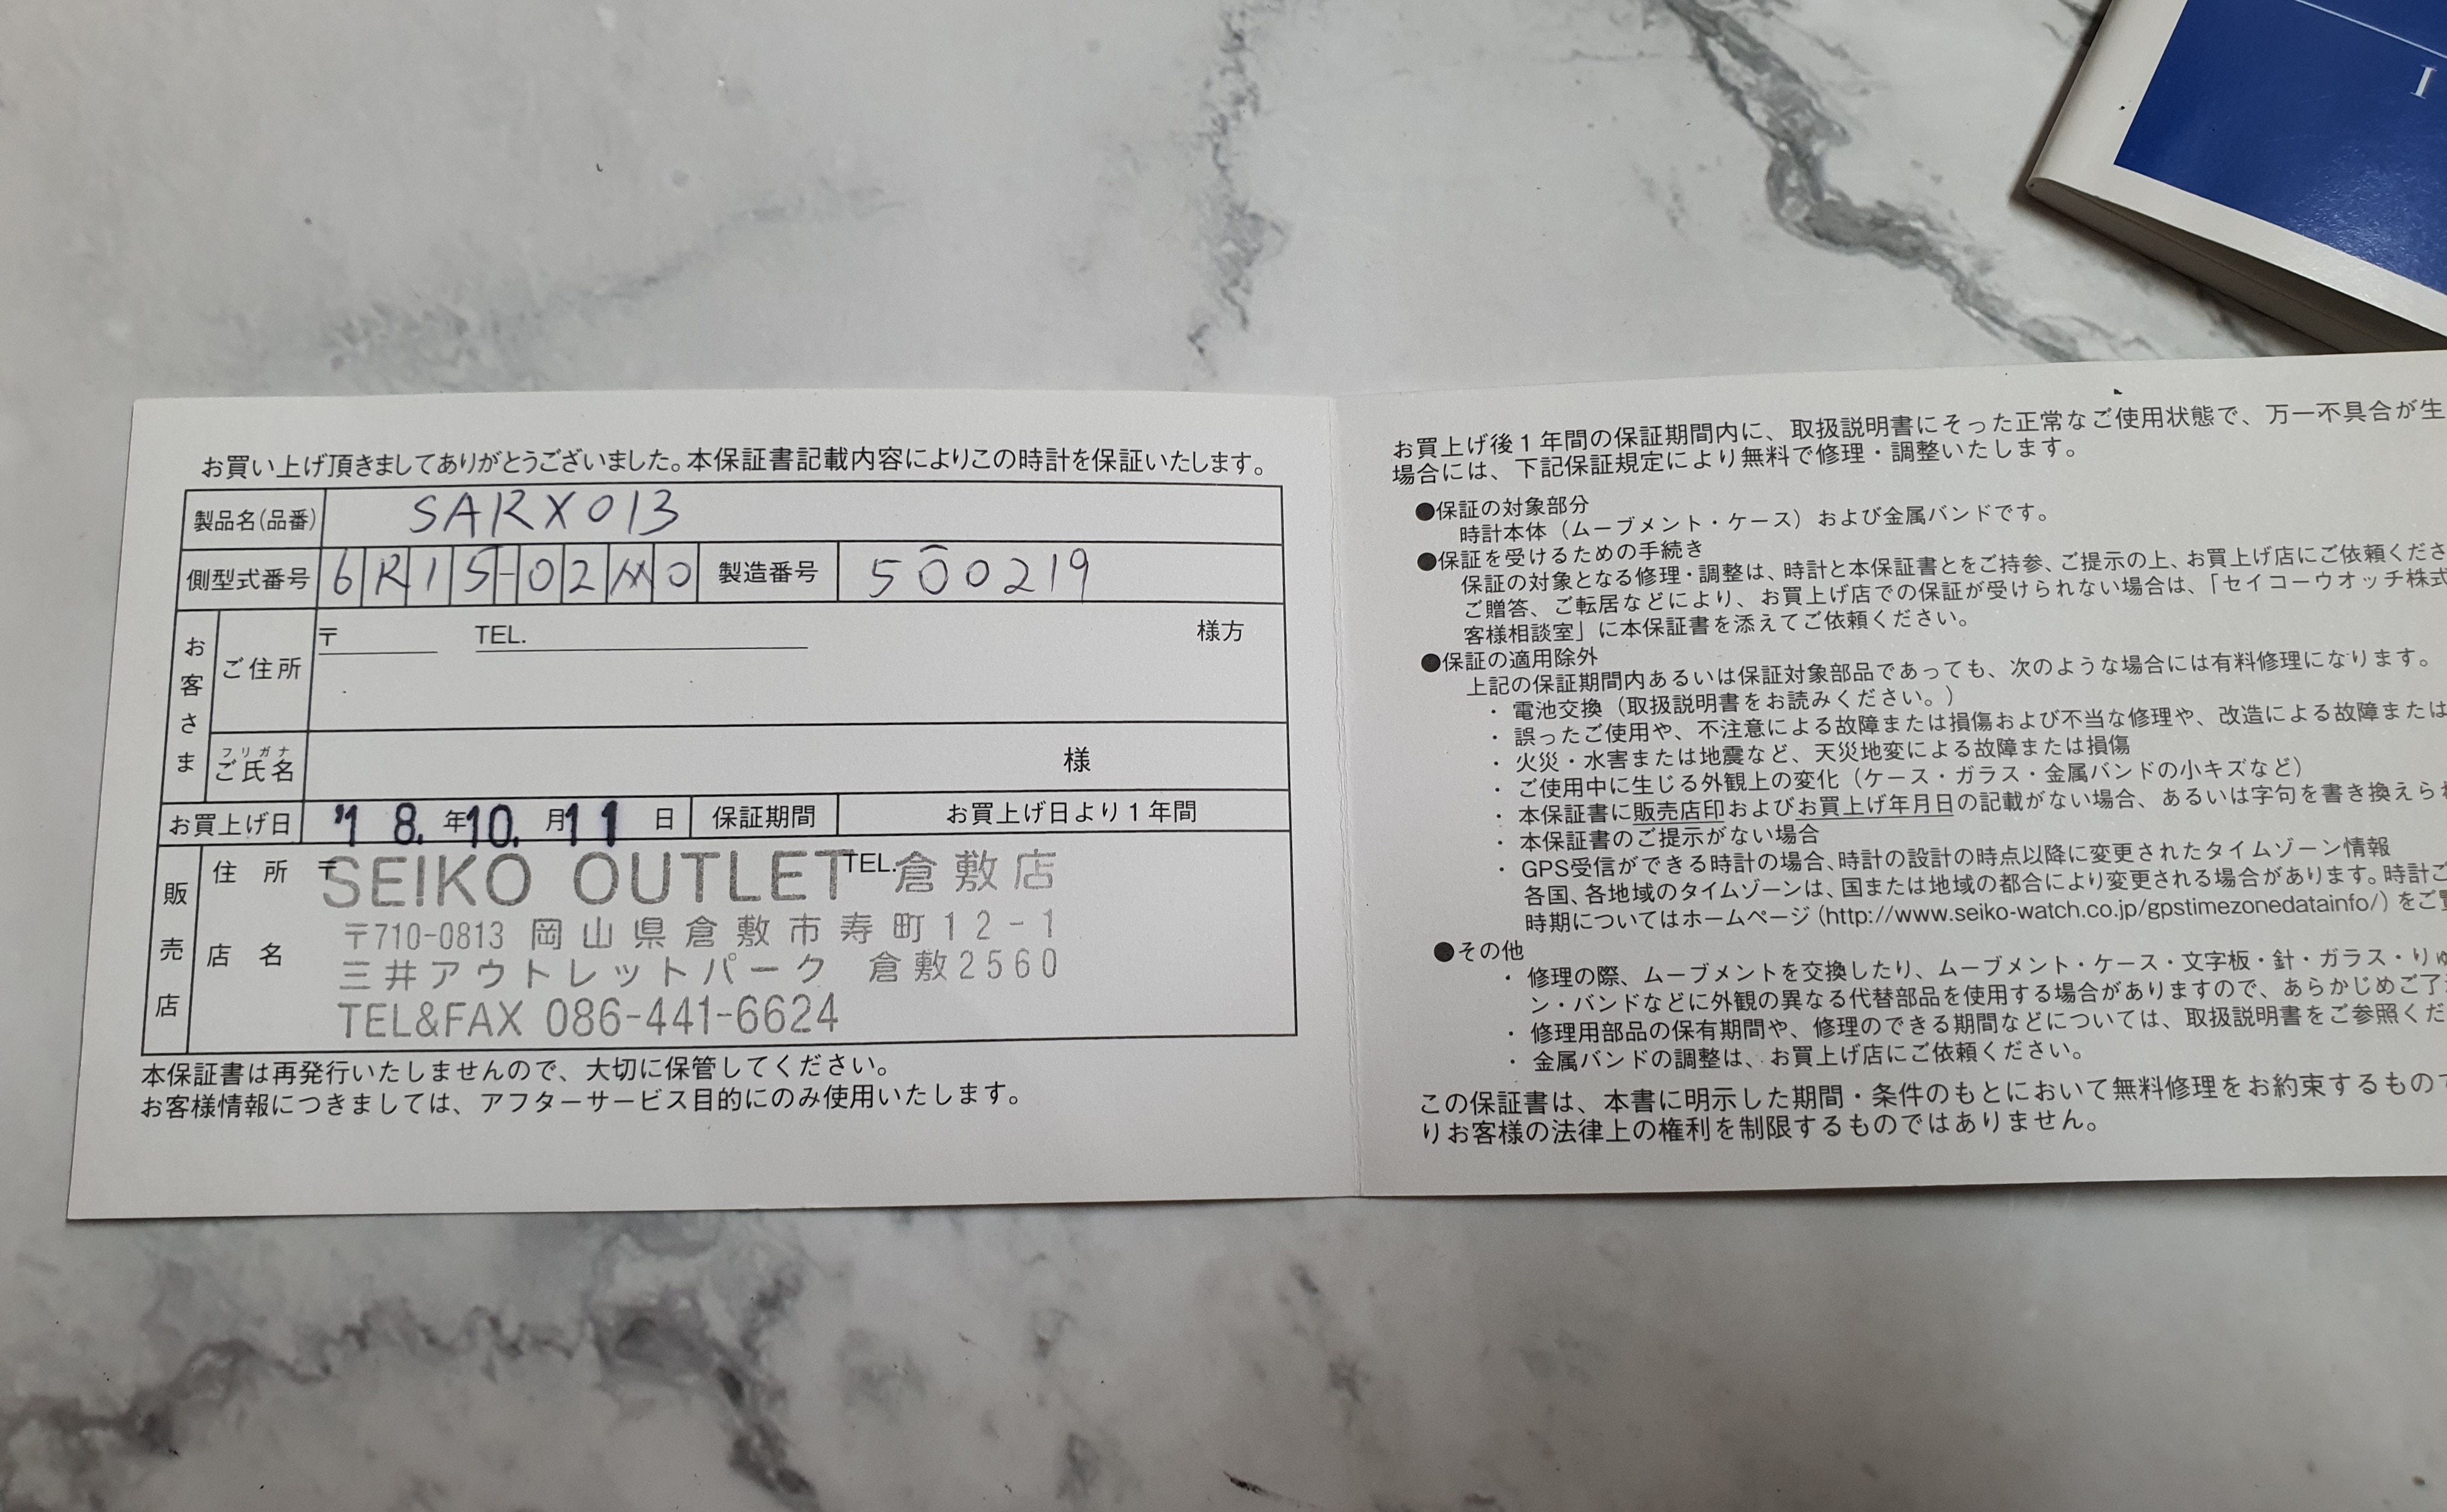 お買い上げ頂きましてありがとうございました。本保証書記載内容によりこの時計を保証いたします。
製品名(品番) SARX013
側型式番号 6R15-02 0 製造番号 500219
お客さま
ご住所 〒 TEL. 様方
フリガナ
ご氏名 様
お買上げ日 '18.年10.月11日 保証期間 お買上げ日より1年間
販売店
住所 〒 TEL.
店名
SEIKO OUTLET 倉敷店
〒710-0813 岡山県倉敷市寿町12-1
三井アウトレットパーク 倉敷2560
TEL&FAX 086-441-6624
本保証書は再発行いたしませんので、大切に保管してください。
お客様情報につきましては、アフターサービス目的にのみ使用いたします。
お買上げ後1年間の保証期間内に、取扱説明書にそった正常なご使用状態で、万一不具合が生
場合には、下記保証規定により無料で修理・調整いたします。
●保証の対象部分
時計本体（ムーブメント・ケース）および金属バンドです。
●保証を受けるための手続き
保証の対象となる修理・調整は、時計と本保証書とをご持参、ご提示の上、お買上げ店にご依頼くださ
ご贈答、ご転居などにより、お買上げ店での保証が受けられない場合は、「セイコーウオッチ株式
客様相談室」に本保証書を添えてご依頼ください。
●保証の適用除外
上記の保証期間内あるいは保証対象部品であっても、次のような場合には有料修理になります。
・電池交換（取扱説明書をお読みください。）
・誤ったご使用や、不注意による故障または損傷および不当な修理や、改造による故障または
・火災・水害または地震など、天災地変による故障または損傷
・ご使用中に生じる外観上の変化（ケース・ガラス・金属バンドの小キズなど）
・本保証書に販売店印およびお買上げ年月日の記載がない場合、あるいは字句を書き換えら
・本保証書のご提示がない場合
・GPS受信ができる時計の場合、時計の設計の時点以降に変更されたタイムゾーン情報
各国、各地域のタイムゾーンは、国または地域の都合により変更される場合があります。時計
時期についてはホームページ(http://www.seiko-watch.co.jp/gpstimezonedatainfo/)をご
●その他
・修理の際、ムーブメントを交換したり、ムーブメント・ケース・文字板・針・ガラス・り
ン・バンドなどに外観の異なる代替部品を使用する場合がありますので、あらかじめご了
・修理用部品の保有期間や、修理のできる期間などについては、取扱説明書をご参照くだ
・金属バンドの調整は、お買上げ店にご依頼ください。
この保証書は、本書に明示した期間・条件のもとにおいて無料修理をお約束するもので
りお客様の法律上の権利を制限するものではありません。
I